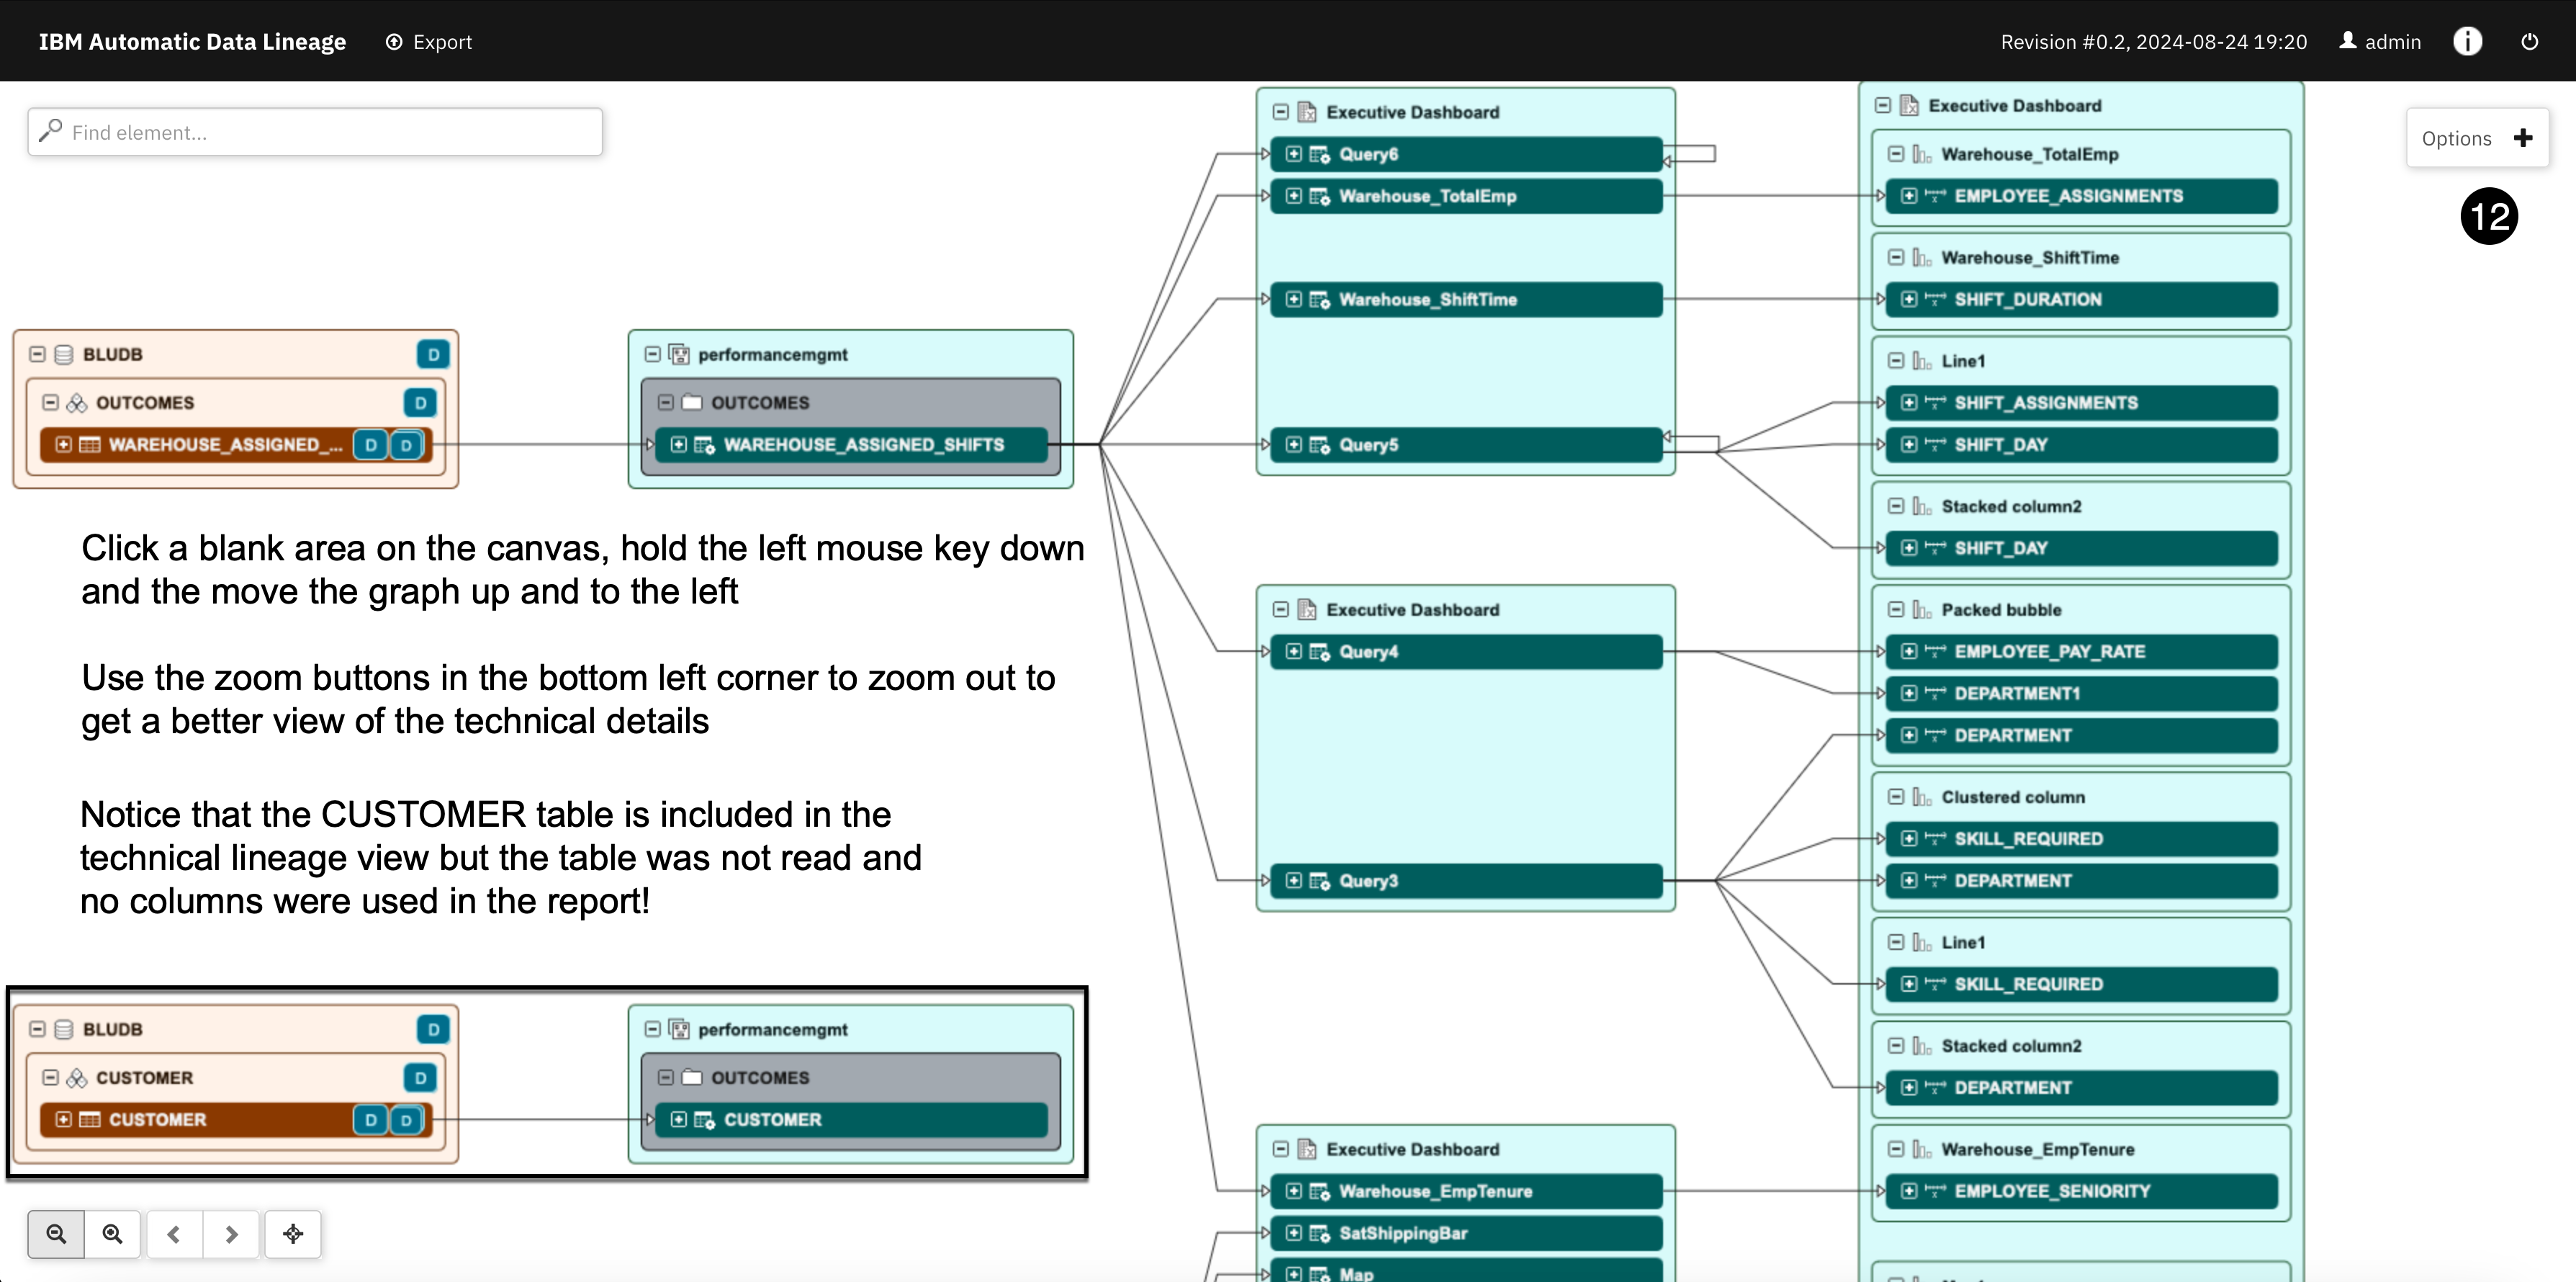 IBM Automatic Data Lineage
Export
Revision #0.2, 2024-08-24 19:20
admin
Find element...
Options
12
BLUDB
D
OUTCOMES
D
WAREHOUSE_ASSIGNED_...
D
D
performancemgmt
OUTCOMES
WAREHOUSE_ASSIGNED_SHIFTS
Click a blank area on the canvas, hold the left mouse key down
and the move the graph up and to the left
Use the zoom buttons in the bottom left corner to zoom out to
get a better view of the technical details
Notice that the CUSTOMER table is included in the
technical lineage view but the table was not read and
no columns were used in the report!
BLUDB
D
CUSTOMER
D
CUSTOMER
D
D
performancemgmt
OUTCOMES
CUSTOMER
Executive Dashboard
Query6
Warehouse_TotalEmp
Warehouse_ShiftTime
Query5
Executive Dashboard
Query4
Query3
Executive Dashboard
Warehouse_EmpTenure
SatShippingBar
Map
Executive Dashboard
Warehouse_TotalEmp
EMPLOYEE_ASSIGNMENTS
Warehouse_ShiftTime
SHIFT_DURATION
Line1
SHIFT_ASSIGNMENTS
SHIFT_DAY
Stacked column2
SHIFT_DAY
Packed bubble
EMPLOYEE_PAY_RATE
DEPARTMENT1
DEPARTMENT
Clustered column
SKILL_REQUIRED
DEPARTMENT
Line1
SKILL_REQUIRED
Stacked column2
DEPARTMENT
Warehouse_EmpTenure
EMPLOYEE_SENIORITY